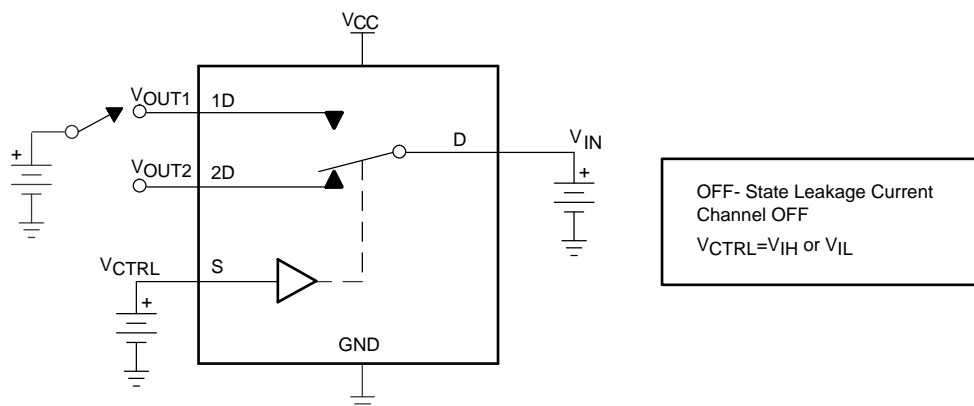 VCC
VOUT1 1D
+
D
VIN
+
VOUT2 2D
OFF- State Leakage Current
Channel OFF
VCTRL=VIH or VIL
VCTRL S
+
GND